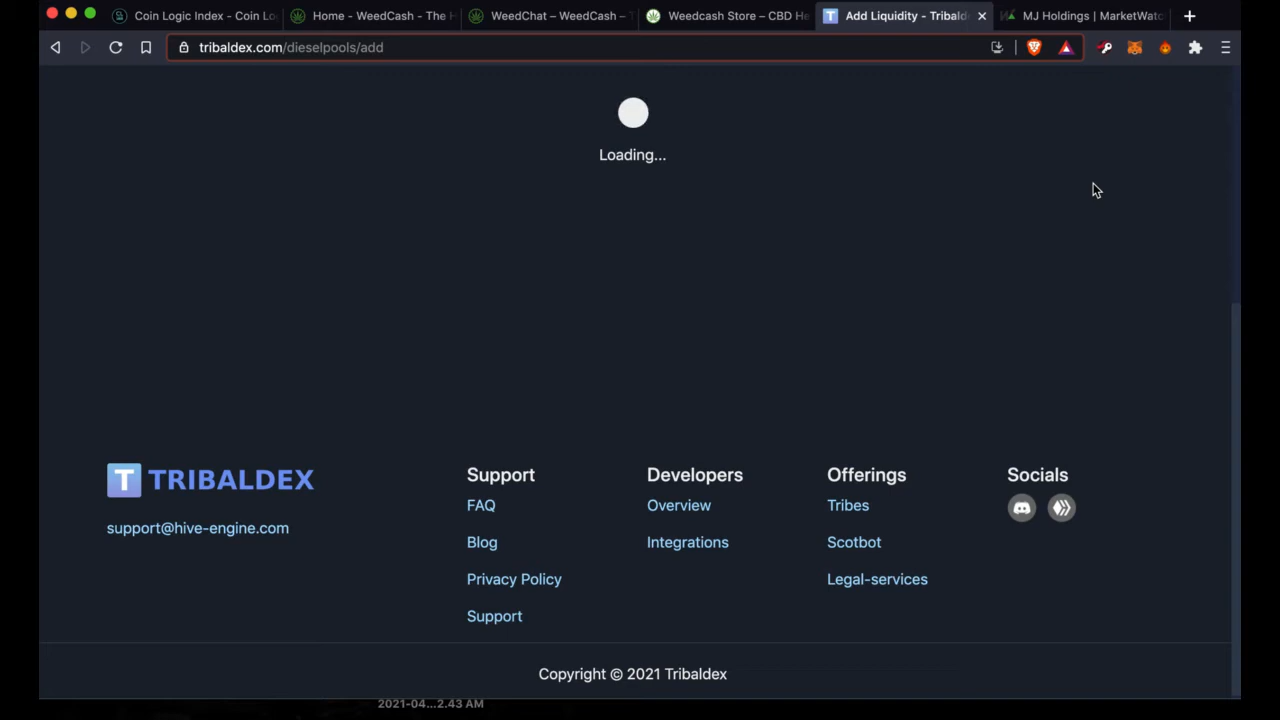 Coin Logic Index - Coin Lo
Home - WeedCash - The H
WeedChat – WeedCash – T
Weedcash Store – CBD He
Add Liquidity - Tribald
MJ Holdings | MarketWatc
tribaldex.com/dieselpools/add
Loading...
T TRIBALDEX
support@hive-engine.com
Support
FAQ
Blog
Privacy Policy
Support
Developers
Overview
Integrations
Offerings
Tribes
Scotbot
Legal-services
Socials
Copyright © 2021 Tribaldex
2021-04...2.43 AM